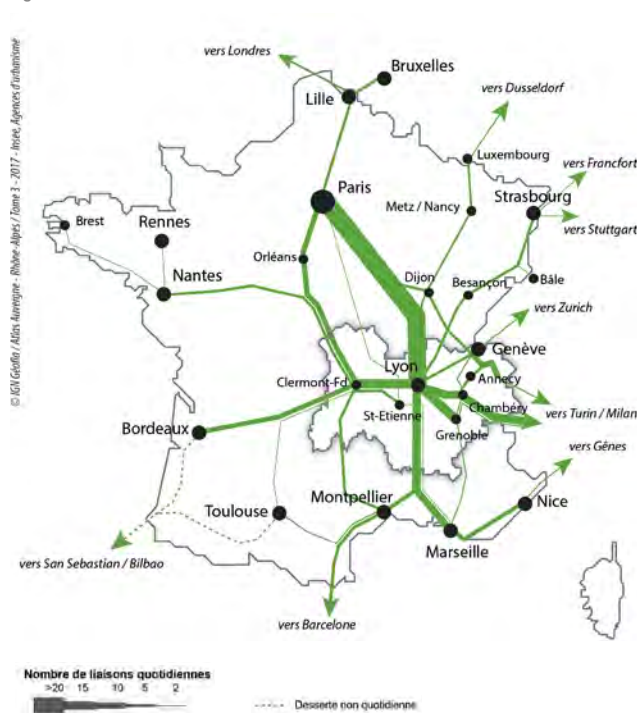 © IGN Géofla / Atlas Auvergne - Rhône-Alpes / Tome 3 - 2017 - Insee, Agences d'urbanisme
vers Londres
Bruxelles
Lille
vers Dusseldorf
Luxembourg
vers Francfort
Paris
Strasbourg
Metz / Nancy
Brest
Rennes
vers Stuttgart
Orléans
Nantes
Dijon
Besançon
Bâle
vers Zurich
Genève
Lyon
Clermont-Fd
Annecy
Chambéry
St-Etienne
vers Turin / Milan
Bordeaux
Grenoble
vers Gênes
Toulouse
Montpellier
Nice
Marseille
vers San Sebastian / Bilbao
vers Barcelone
Nombre de liaisons quotidiennes
>20 15 10 5 2
Desserte non quotidienne